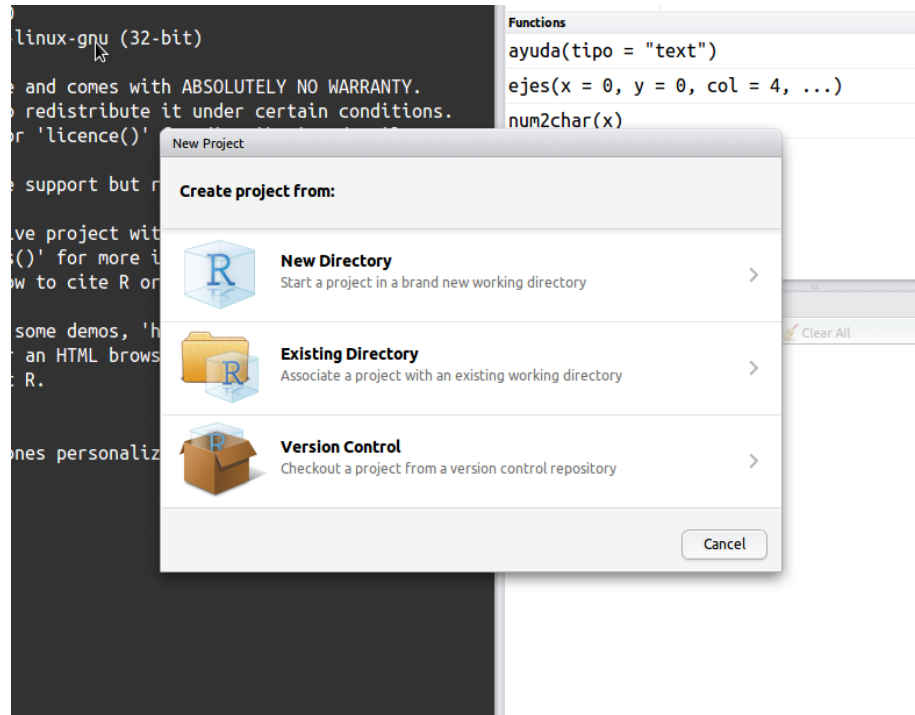 -linux-gnu (32-bit)
and comes with ABSOLUTELY NO WARRANTY.
redistribute it under certain conditions.
or 'licence()'
support but r
ve project wit
()' for more i
ow to cite R or
some demos, 'h
an HTML brows
R.
ones personaliz
Functions
ayuda(tipo = "text")
ejes(x = 0, y = 0, col = 4, ...)
num2char(x)
Clear All
New Project
Create project from:
R
New Directory
Start a project in a brand new working directory
R
Existing Directory
Associate a project with an existing working directory
R
Version Control
Checkout a project from a version control repository
Cancel